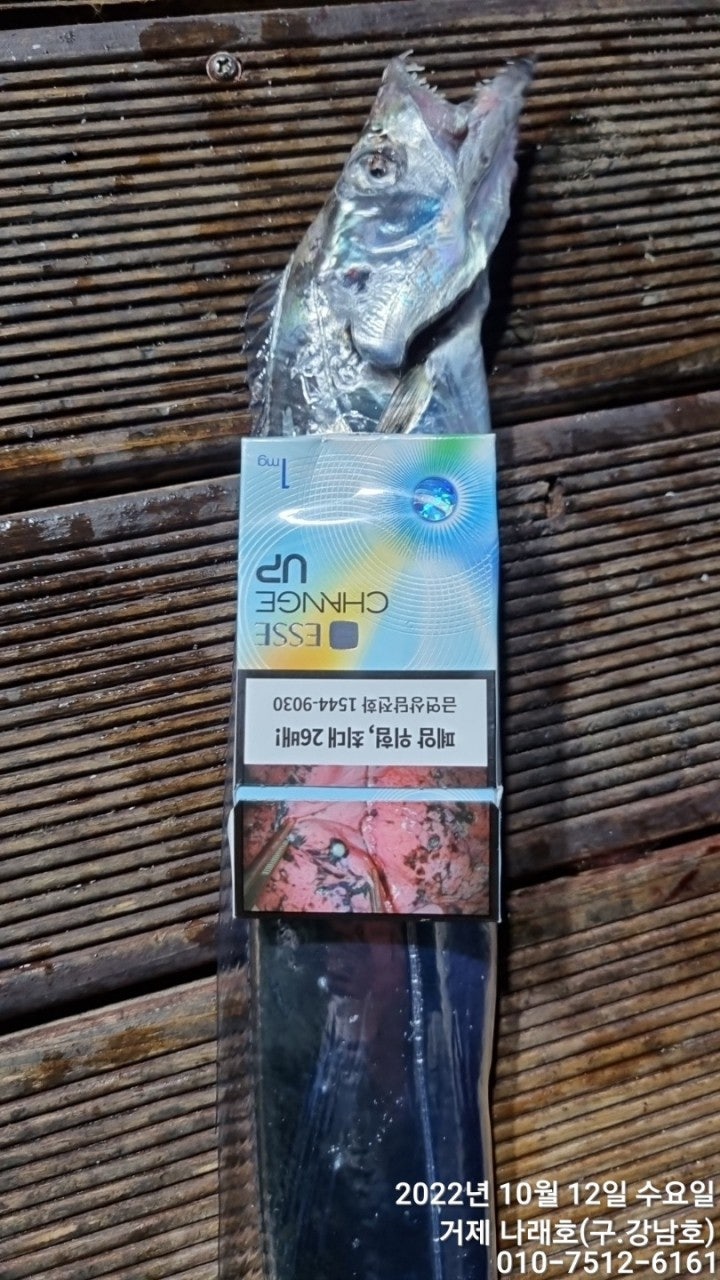 1mg
UP
CHANGE
ESSE
금연상담전화 1544-9030
폐암 위험, 최대 26배!
2022년 10월 12일 수요일
거제 나래호(구.강남호)
010-7512-6161